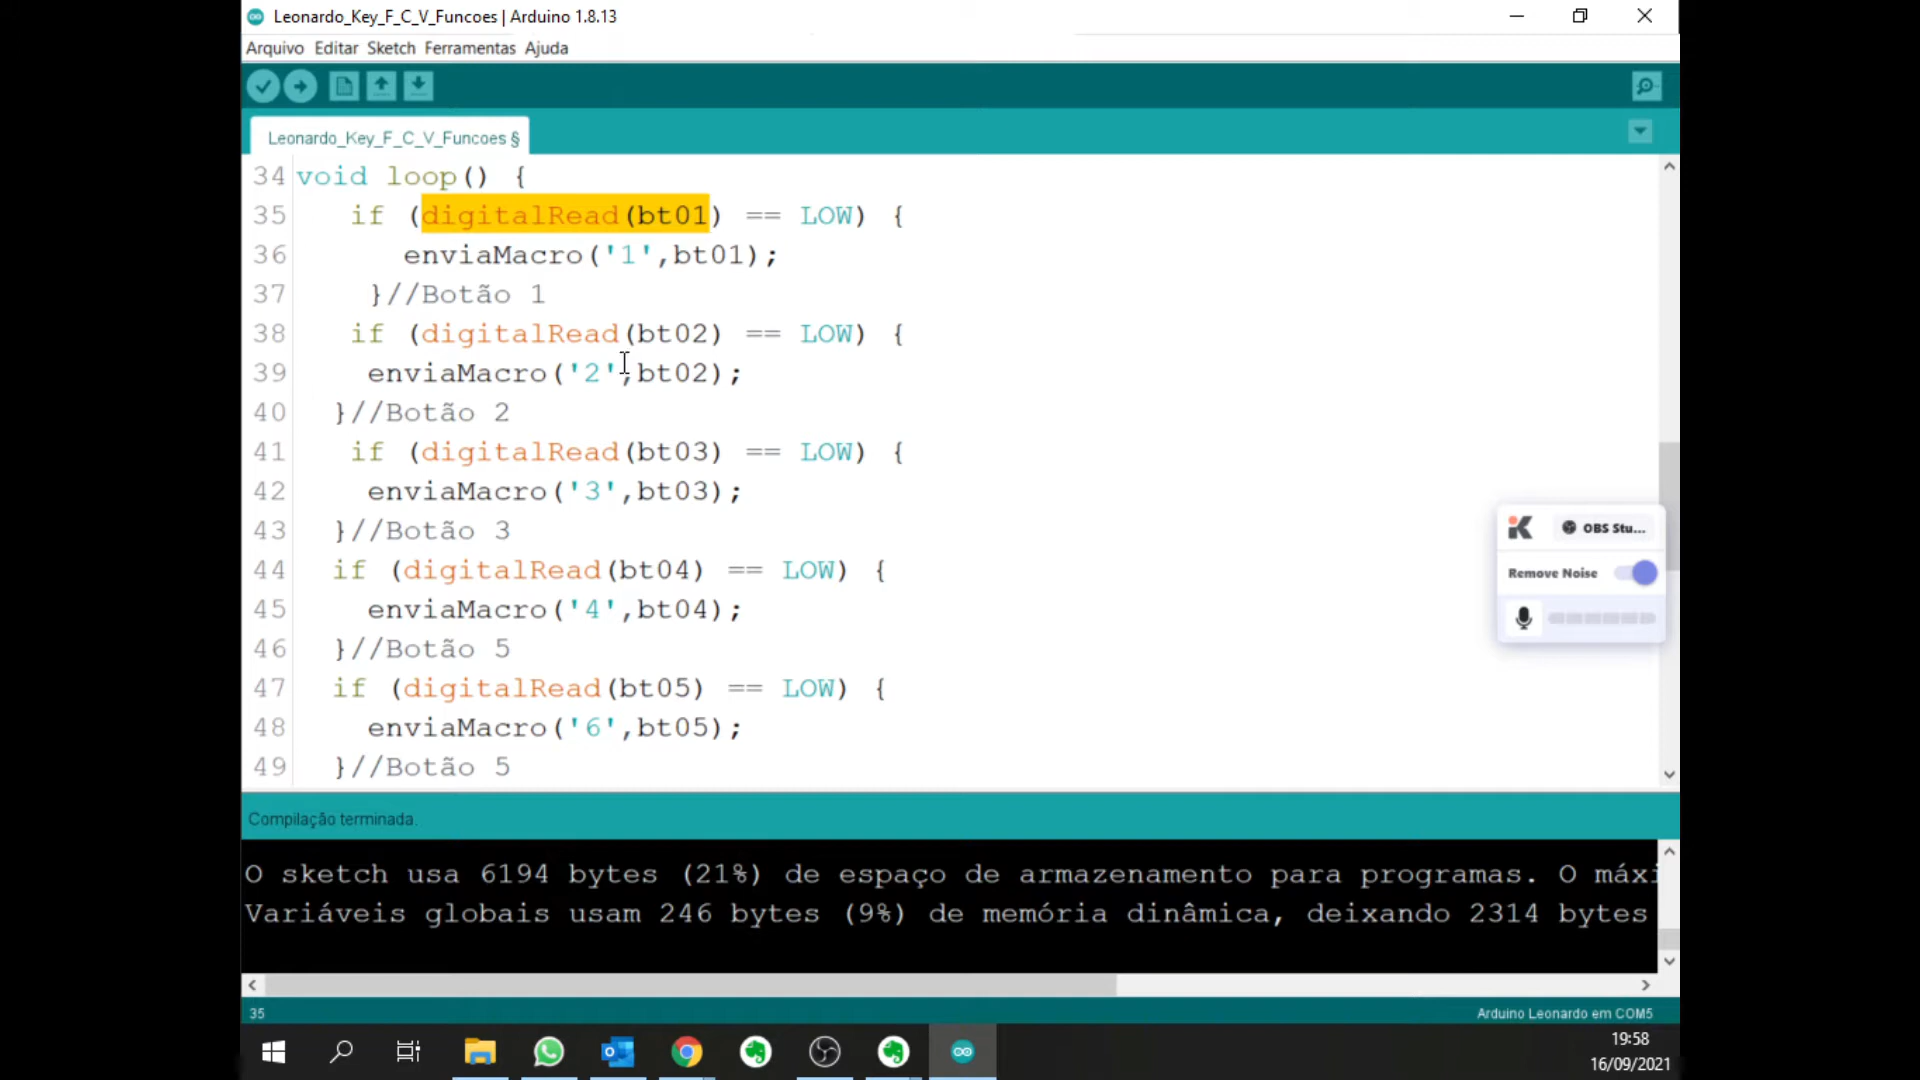 Leonardo_Key_F_C_V_Funcoes | Arduino 1.8.13
Arquivo Editar Sketch Ferramentas Ajuda
Leonardo_Key_F_C_V_Funcoes §
34 void loop() {
35 if (digitalRead(bt01) == LOW) {
36 enviaMacro('1',bt01);
37 }//Botão 1
38 if (digitalRead(bt02) == LOW) {
39 enviaMacro('2',bt02);
40 }//Botão 2
41 if (digitalRead(bt03) == LOW) {
42 enviaMacro('3',bt03);
43 }//Botão 3
44 if (digitalRead(bt04) == LOW) {
45 enviaMacro('4',bt04);
46 }//Botão 5
47 if (digitalRead(bt05) == LOW) {
48 enviaMacro('6',bt05);
49 }//Botão 5
OBS Stu...
Remove Noise
Compilação terminada.
O sketch usa 6194 bytes (21%) de espaço de armazenamento para programas. O máxi
Variáveis globais usam 246 bytes (9%) de memória dinâmica, deixando 2314 bytes
35
Arduino Leonardo em COM5
19:58
16/09/2021